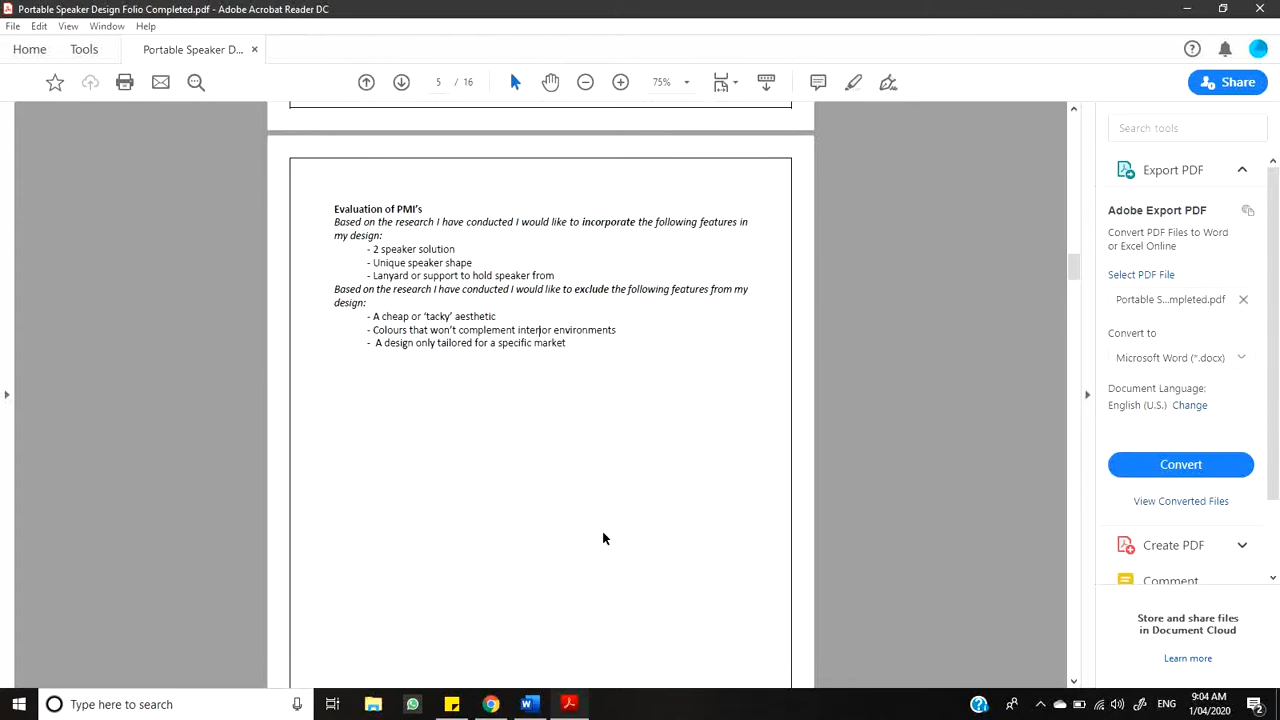 Portable Speaker Design Folio Completed.pdf - Adobe Acrobat Reader DC
File Edit View Window Help
Home Tools Portable Speaker D...
5 / 16 75% Share
Search tools
Export PDF
Adobe Export PDF
Convert PDF Files to Word
or Excel Online
Select PDF File
Portable S...mpleted.pdf
Convert to
Microsoft Word (*.docx)
Document Language:
English (U.S.) Change
Convert
View Converted Files
Create PDF
Comment
Store and share files
in Document Cloud
Learn more
Evaluation of PMI's
Based on the research I have conducted I would like to incorporate the following features in
my design:
- 2 speaker solution
- Unique speaker shape
- Lanyard or support to hold speaker from
Based on the research I have conducted I would like to exclude the following features from my
design:
- A cheap or ‘tacky’ aesthetic
- Colours that won’t complement interior environments
- A design only tailored for a specific market
Type here to search
ENG
9:04 AM
1/04/2020
2